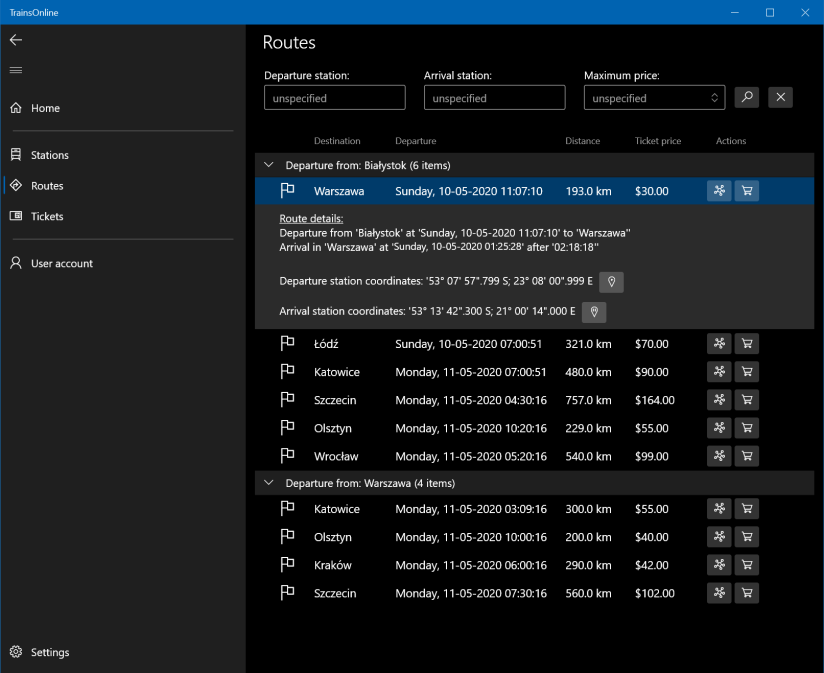 TrainsOnline
Routes
Departure station:
Arrival station:
Maximum price:
unspecified
unspecified
unspecified
Home
Stations
Routes
Tickets
User account
Settings
Destination Departure Distance Ticket price Actions
Departure from: Białystok (6 items)
Warszawa Sunday, 10-05-2020 11:07:10 193.0 km $30.00
Route details:
Departure from 'Białystok' at 'Sunday, 10-05-2020 11:07:10' to 'Warszawa''
Arrival in 'Warszawa' at 'Sunday, 10-05-2020 01:25:28' after '02:18:18''
Departure station coordinates: '53° 07' 57".799 S; 23° 08' 00".999 E
Arrival station coordinates: '53° 13' 42".300 S; 21° 00' 14".000 E
Łódź Sunday, 10-05-2020 07:00:51 321.0 km $70.00
Katowice Monday, 11-05-2020 07:00:51 480.0 km $90.00
Szczecin Monday, 11-05-2020 04:30:16 757.0 km $164.00
Olsztyn Monday, 11-05-2020 10:20:16 229.0 km $55.00
Wrocław Monday, 11-05-2020 05:20:16 540.0 km $99.00
Departure from: Warszawa (4 items)
Katowice Monday, 11-05-2020 03:09:16 300.0 km $55.00
Olsztyn Monday, 11-05-2020 10:00:16 200.0 km $40.00
Kraków Monday, 11-05-2020 06:00:16 290.0 km $42.00
Szczecin Monday, 11-05-2020 07:30:16 560.0 km $102.00